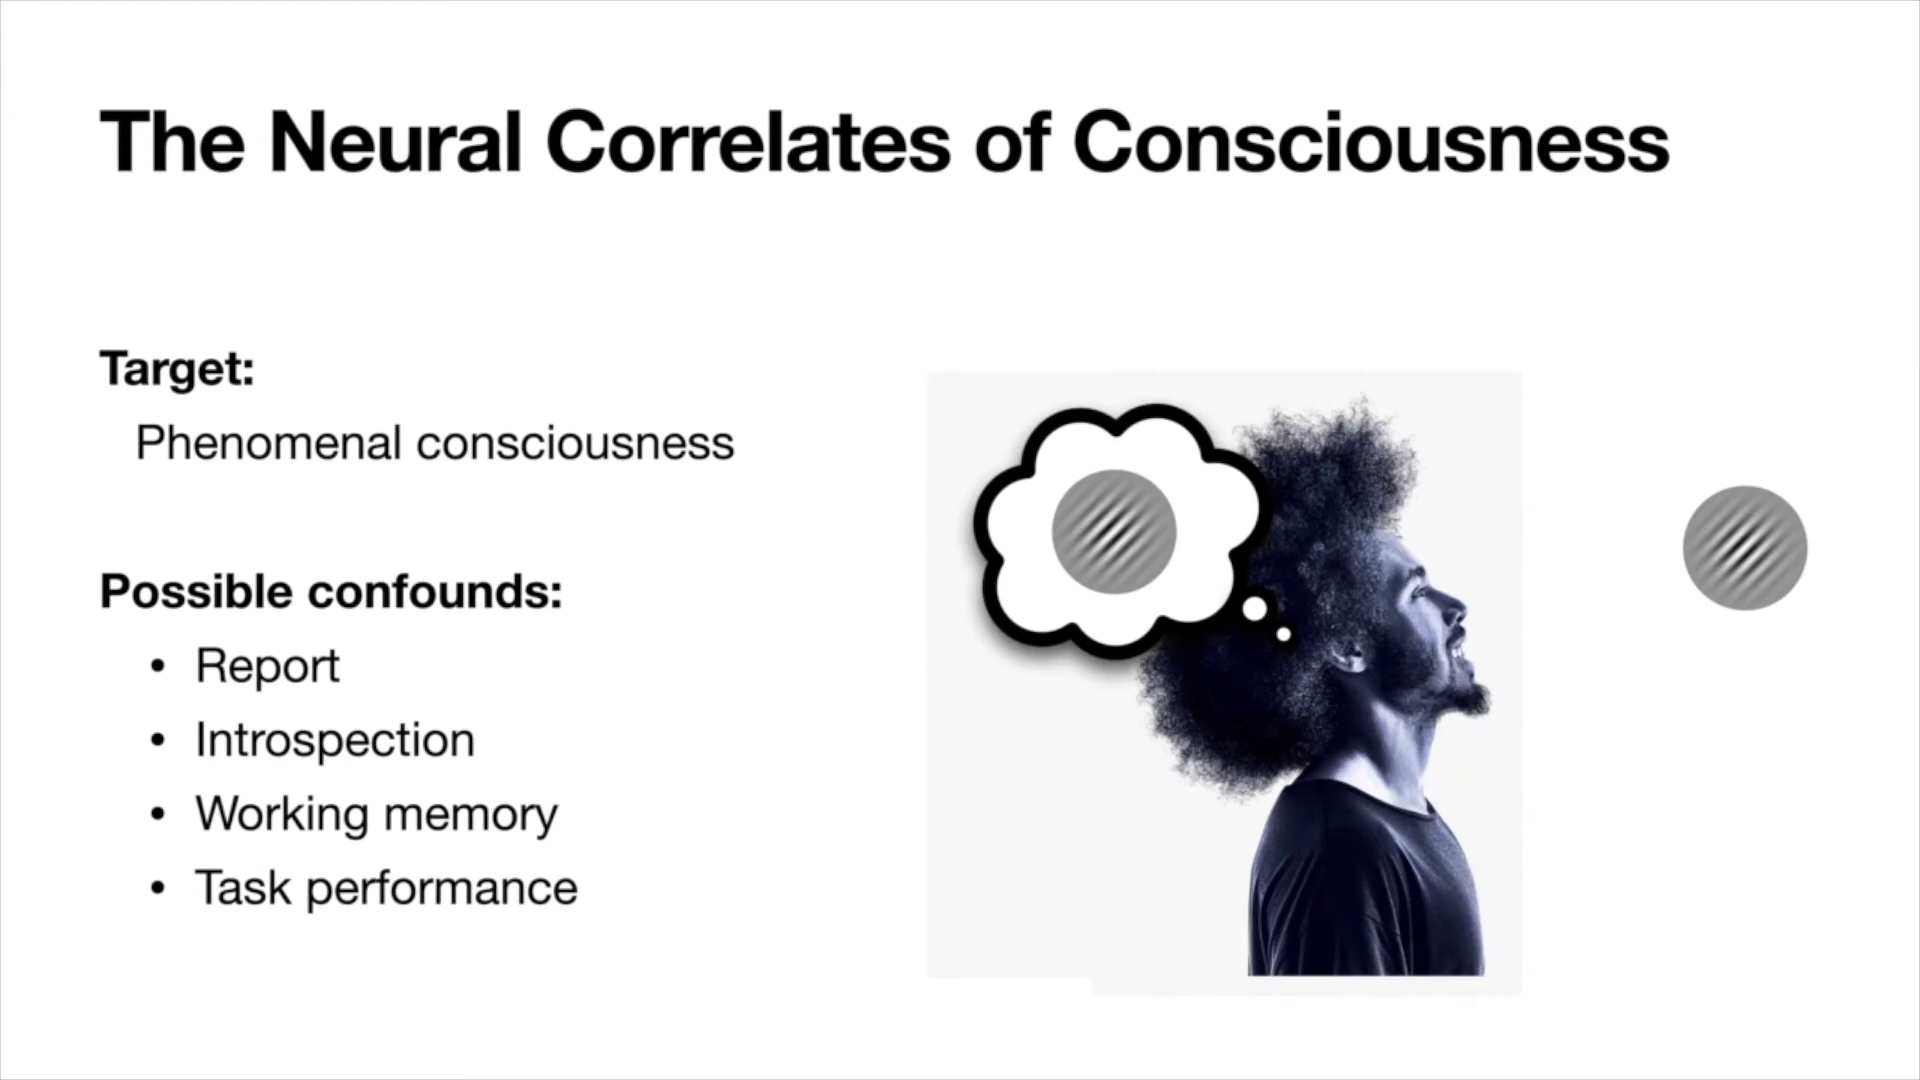 The Neural Correlates of Consciousness
Target:
Phenomenal consciousness
Possible confounds:
• Report
• Introspection
• Working memory
• Task performance